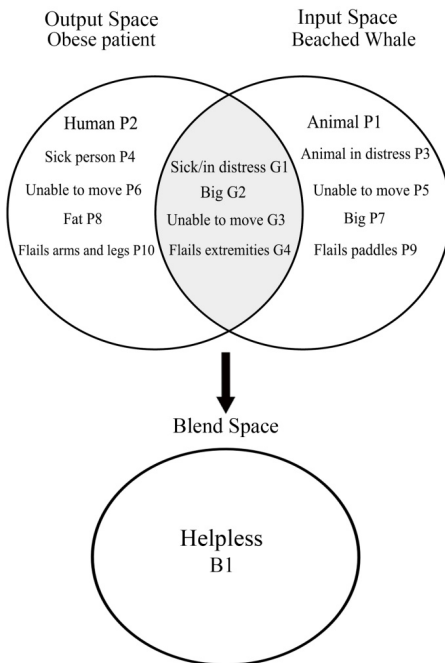 Output Space
Obese patient
Input Space
Beached Whale
Human P2
Sick person P4
Unable to move P6
Fat P8
Flails arms and legs P10
Sick/in distress G1
Big G2
Unable to move G3
Flails extremities G4
Animal P1
Animal in distress P3
Unable to move P5
Big P7
Flails paddles P9
Blend Space
Helpless
B1